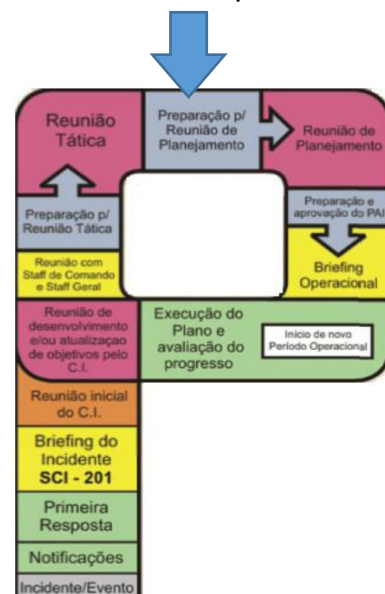 Reunião
Tática
Preparação p/
Reunião de
Planejamento
Reunião de
Planejamento
Preparação p/
Reunião Tática
Preparação e
aprovação do PAI
Reunião com
Staff de Comando
e Staff Geral
Briefing
Operacional
Reunião de
desenvolvimento
e/ou atualizaçao
de objetivos pelo
C.I.
Execução do
Plano e
avaliação do
progresso
Início de novo
Período Operacional
Reunião inicial
do C.I.
Briefing do
Incidente
SCI - 201
Primeira
Resposta
Notificações
Incidente/Evento